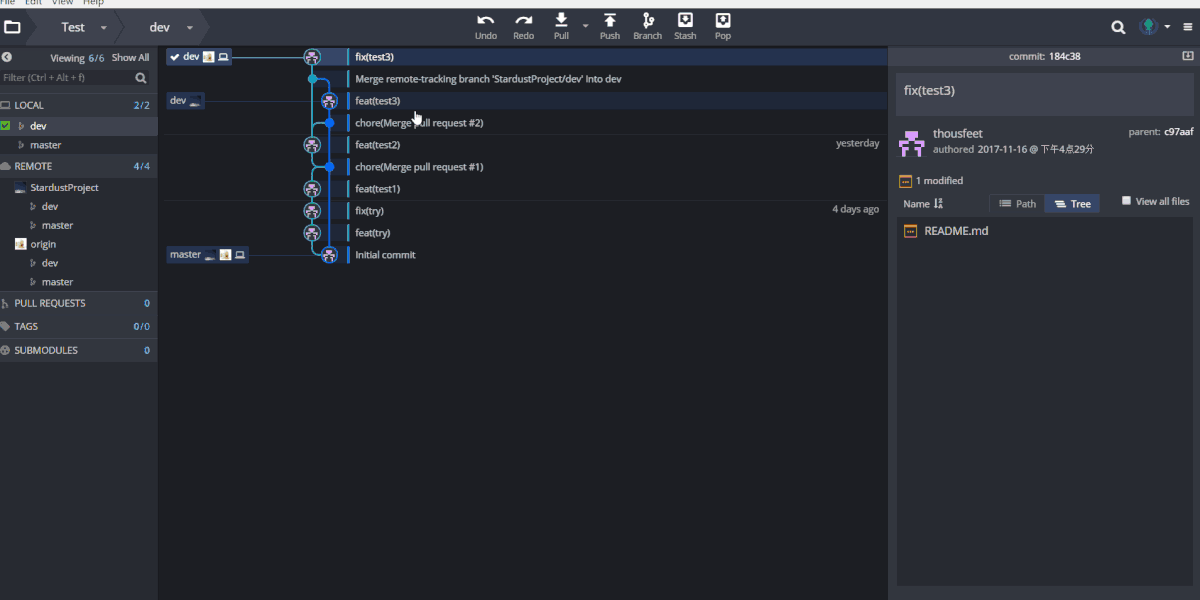 File Edit View Help
Test dev
Undo Redo Pull Push Branch Stash Pop
Viewing 6/6 Show All
Filter (Ctrl + Alt + f)
LOCAL 2/2
dev
master
REMOTE 4/4
StardustProject
dev
master
origin
dev
master
PULL REQUESTS 0
TAGS 0/0
SUBMODULES 0
dev fix(test3)
Merge remote-tracking branch 'StardustProject/dev' into dev
dev feat(test3)
chore(Merge pull request #2)
feat(test2) yesterday
chore(Merge pull request #1)
feat(test1)
fix(try) 4 days ago
feat(try)
master Initial commit
commit: 184c38
fix(test3)
thousfeet parent: c97aaf
authored 2017-11-16 @ 下午4点29分
1 modified
Name Path Tree View all files
README.md